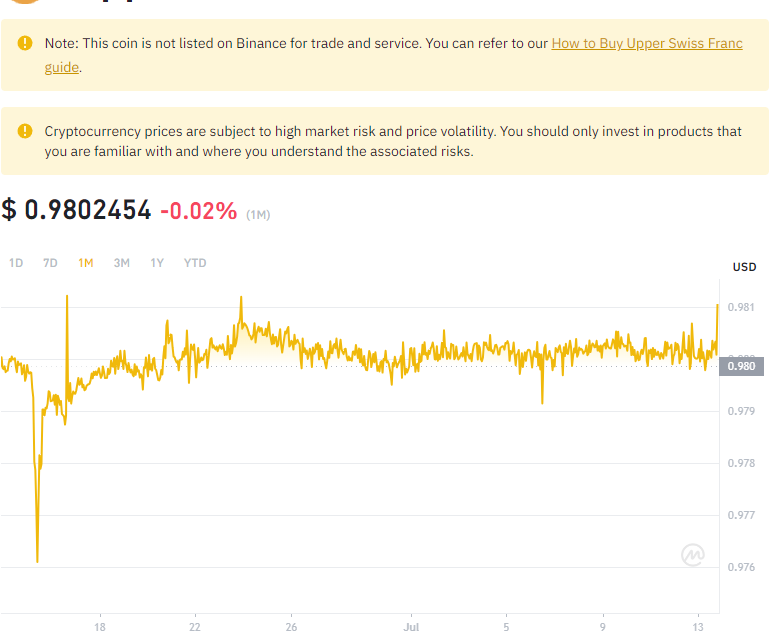 Note: This coin is not listed on Binance for trade and service. You can refer to our How to Buy Upper Swiss Franc
guide.
Cryptocurrency prices are subject to high market risk and price volatility. You should only invest in products that
you are familiar with and where you understand the associated risks.
$ 0.9802454 -0.02% (1M)
1D 7D 1M 3M 1Y YTD
USD
0.981
0.980
0.979
0.978
0.977
0.976
18 22 26 Jul 5 9 13